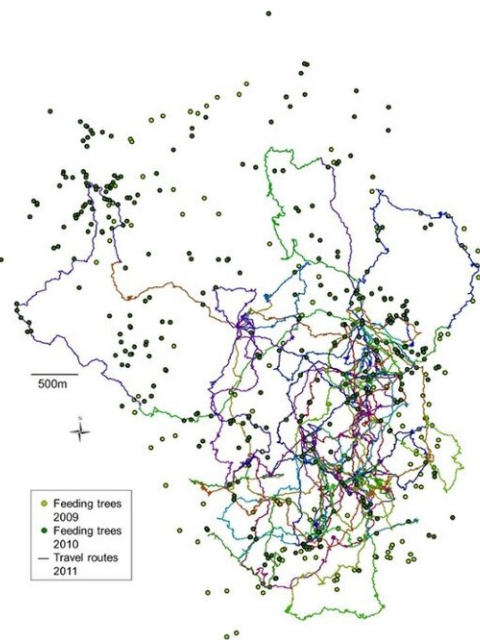 500m
N
Feeding trees
2009
Feeding trees
2010
Travel routes
2011